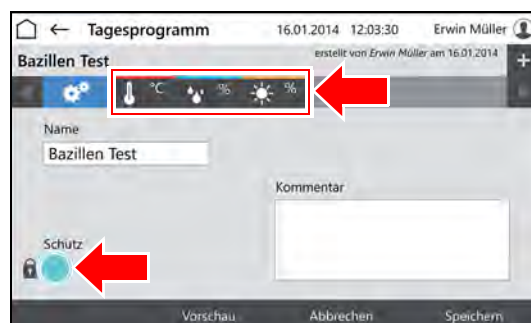 Tagesprogramm 16.01.2014 12:03:30 Erwin Müller
Bazillen Test erstellt von Erwin Müller am 16.01.2014
°C % %
Name
Bazillen Test
Kommentar
Schutz
Vorschau Abbrechen Speichern